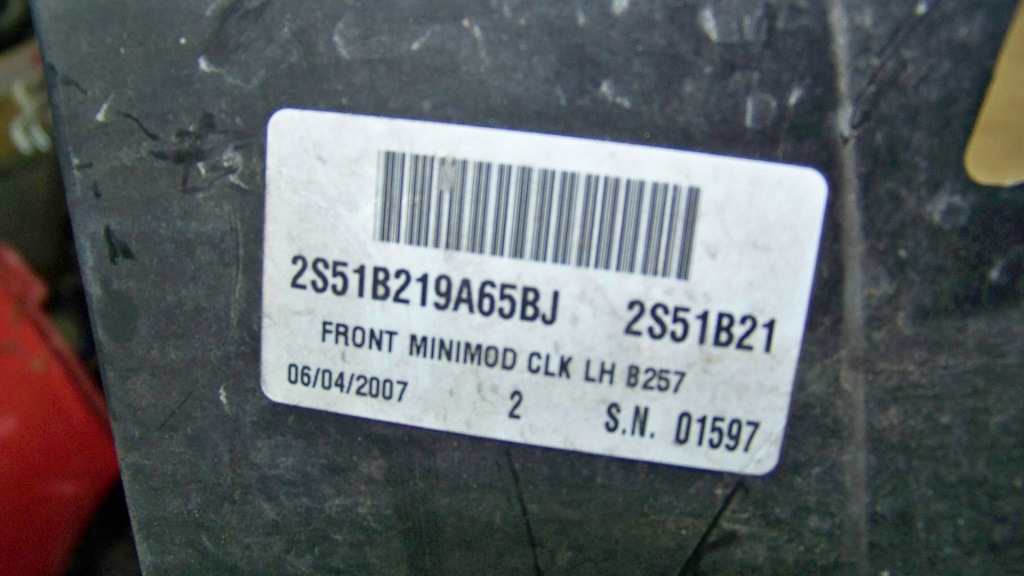 2S51B219A65BJ 2S51B21
FRONT MINIMOD CLK LH B257
06/04/2007 2 S.N. 01597